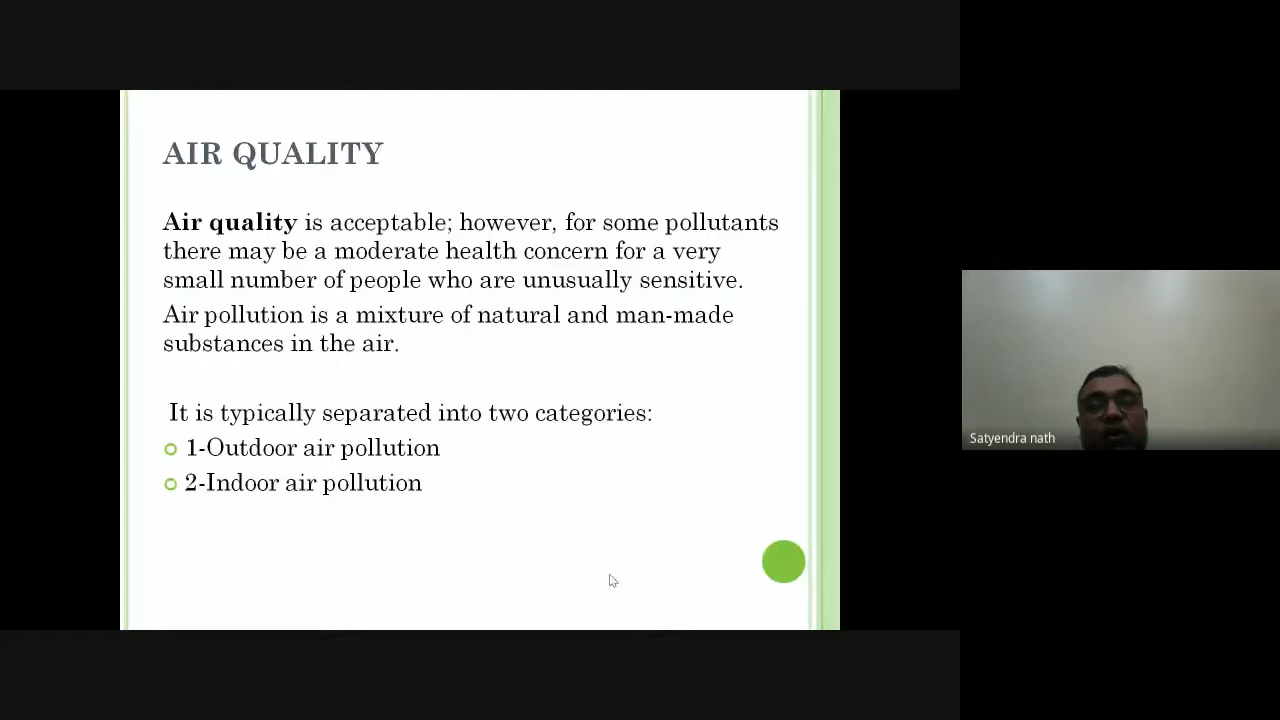 AIR QUALITY
Air quality is acceptable; however, for some pollutants
there may be a moderate health concern for a very
small number of people who are unusually sensitive.
Air pollution is a mixture of natural and man-made
substances in the air.
It is typically separated into two categories:
1-Outdoor air pollution
2-Indoor air pollution
Satyendra nath